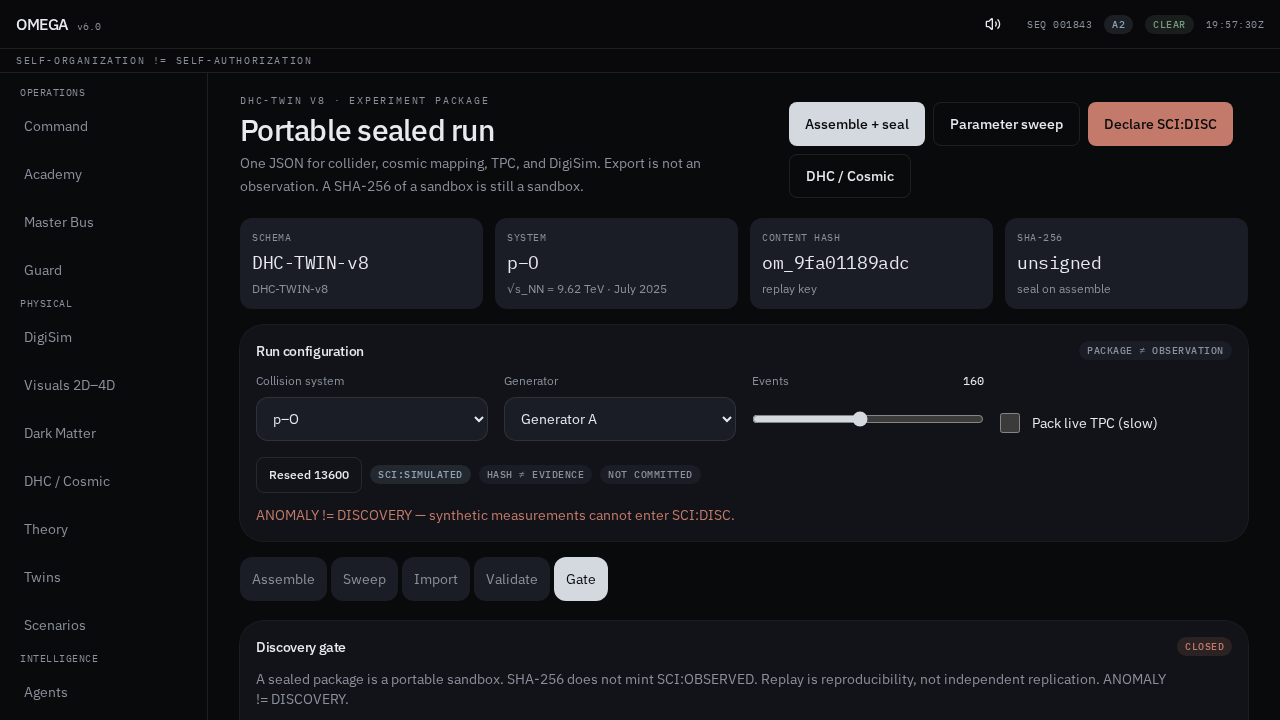 OMEGA v6.0
SEQ 001843 A2 CLEAR 19:57:30Z
SELF-ORGANIZATION != SELF-AUTHORIZATION
OPERATIONS
Command
Academy
Master Bus
Guard
PHYSICAL
DigiSim
Visuals 2D–4D
Dark Matter
DHC / Cosmic
Theory
Twins
Scenarios
INTELLIGENCE
Agents
DHC-TWIN V8 · EXPERIMENT PACKAGE
Portable sealed run
One JSON for collider, cosmic mapping, TPC, and DigiSim. Export is not an
observation. A SHA-256 of a sandbox is still a sandbox.
Assemble + seal
Parameter sweep
Declare SCI:DISC
DHC / Cosmic
SCHEMA
DHC-TWIN-v8
DHC-TWIN-v8
SYSTEM
p–O
√s_NN = 9.62 TeV · July 2025
CONTENT HASH
om_9fa01189adc
replay key
SHA-256
unsigned
seal on assemble
Run configuration
PACKAGE ≠ OBSERVATION
Collision system
p–O
Generator
Generator A
Events 160
Pack live TPC (slow)
Reseed 13600
SCI:SIMULATED
HASH ≠ EVIDENCE
NOT COMMITTED
ANOMALY != DISCOVERY — synthetic measurements cannot enter SCI:DISC.
Assemble
Sweep
Import
Validate
Gate
Discovery gate
CLOSED
A sealed package is a portable sandbox. SHA-256 does not mint SCI:OBSERVED. Replay is reproducibility, not independent replication. ANOMALY
!= DISCOVERY.